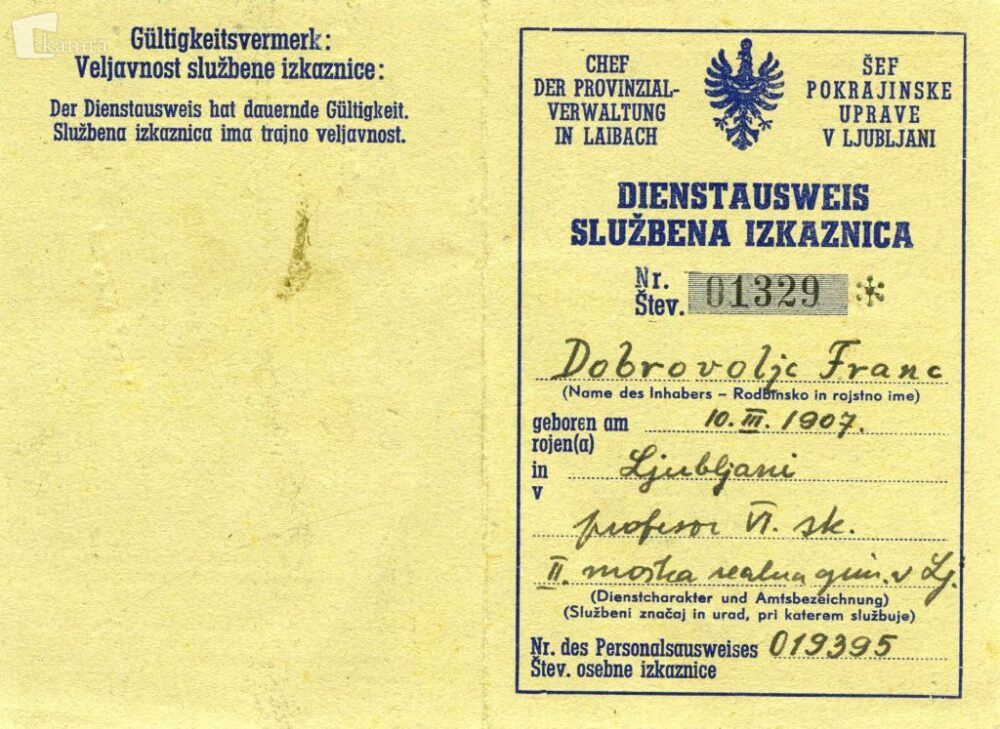 kamra
Gültigkeitsvermerk:
Veljavnost službene izkaznice:
Der Dienstausweis hat dauernde Gültigkeit.
Službena izkaznica ima trajno veljavnost.
CHEF
DER PROVINZIAL-
VERWALTUNG
IN LAIBACH
ŠEF
POKRAJINSKE
UPRAVE
V LJUBLJANI
DIENSTAUSWEIS
SLUŽBENA IZKAZNICA
Nr.
Štev.
01329
Dobrovoljc Franc
(Name des Inhabers – Rodbinsko in rojstno ime)
geboren am 10. III. 1907.
rojen(a)
in Ljubljani
v
profesor VI. sk.
II. moška realna gim. v Lj.
(Dienstcharakter und Amtsbezeichnung)
(Službeni značaj in urad, pri katerem službuje)
Nr. des Personalsausweises 019395
Štev. osebne izkaznice